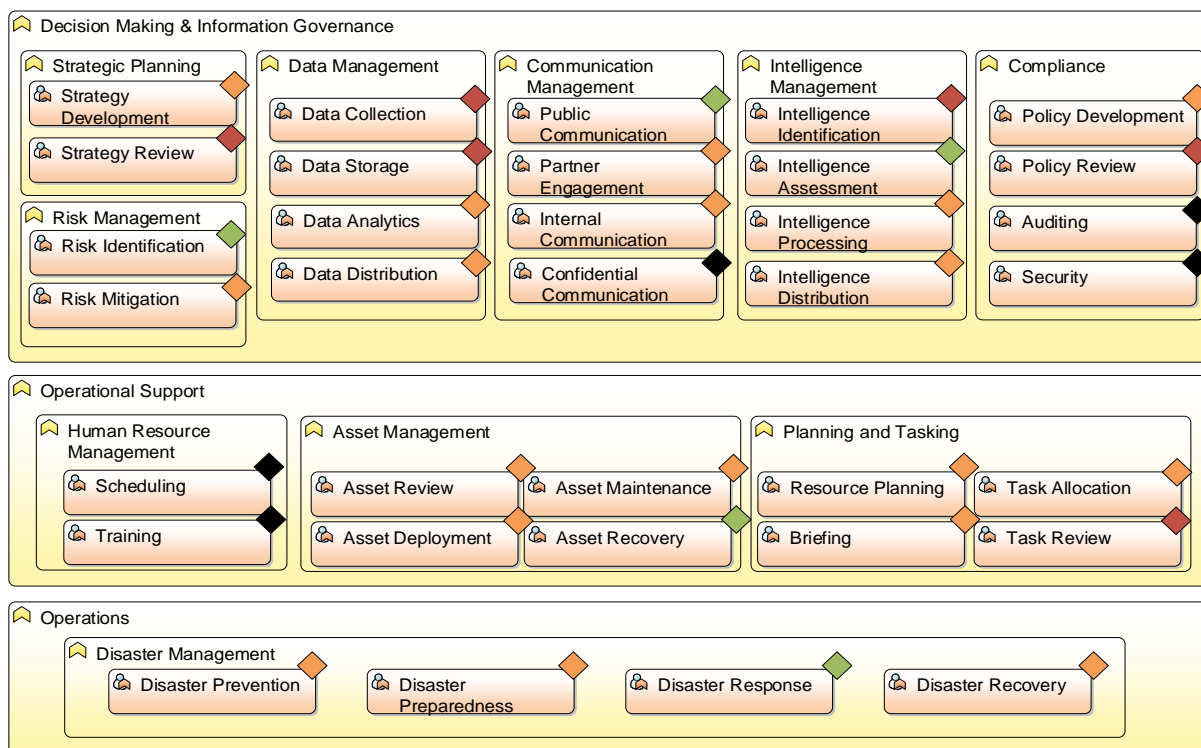 Decision Making & Information Governance
Strategic Planning
Strategy
Development
Strategy Review
Risk Management
Risk Identification
Risk Mitigation
Data Management
Data Collection
Data Storage
Data Analytics
Data Distribution
Communication
Management
Public
Communication
Partner
Engagement
Internal
Communication
Confidential
Communication
Intelligence
Management
Intelligence
Identification
Intelligence
Assessment
Intelligence
Processing
Intelligence
Distribution
Compliance
Policy Development
Policy Review
Auditing
Security
Operational Support
Human Resource
Management
Scheduling
Training
Asset Management
Asset Review
Asset Maintenance
Asset Deployment
Asset Recovery
Planning and Tasking
Resource Planning
Task Allocation
Briefing
Task Review
Operations
Disaster Management
Disaster Prevention
Disaster
Preparedness
Disaster Response
Disaster Recovery